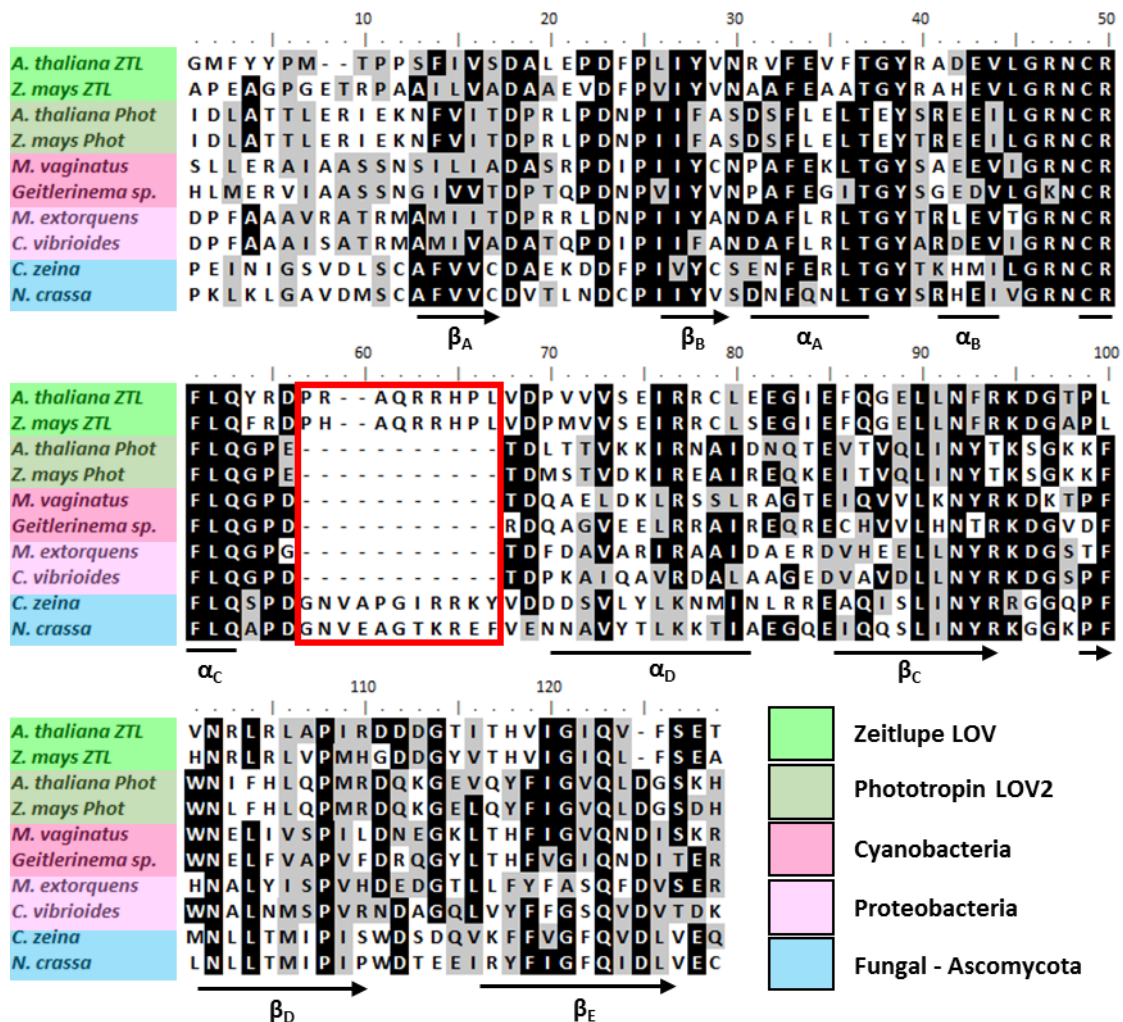 10 20 30 40 50
A. thaliana ZTL GMFYYPM--TPPSFIVSDALEPDFPLIYVNRVFEVFTGYRADEVLGRNCR
Z. mays ZTL APEAGPGETRPAAILVADAAEVDFPVIYVNAAFEAATGYRAHEVLGRNCR
A. thaliana Phot IDLATTLERIEKNFVITDPRLPDNPIIFASDSFLELTEYSREEILGRNCR
Z. mays Phot IDLATTLERIEKNFVITDPRLPDNPIIFASDSFLELTEYTREEILGRNCR
M. vaginatus SLLERAIAASSNSILIADASRPDIPIIYCNPAFEKLTGYSAEEVIGRNCR
Geitlerinema sp. HLMERVIAASSNGIVVTDPTQPDNPVIYVNPAFEGITGYSGEDVLGKNCR
M. extorquens DPFAAAVRATRMAMIITDPRRLDNPIIYANDAFLRLTGYTRLEVTGRNCR
C. vibrioides DPFAAAISATRMAMIVADATQPDIPIIFANDAFLRLTGYARDEVIGRNCR
C. zeina PEINIGSVDLSCAFVVCDAEKDDFPIVYCSENFERLTGYTKHMILGRNCR
N. crassa PKLKLGAVDMSCAFVVCDVTLNDCPIIYVSDNFQNLTGYSRHEIVGRNCR
βA βB αA αB
60 70 80 90 100
A. thaliana ZTL FLQYRDPR--AQRRHPLVDPVVVSEIRRCLEEGIEFQGELLNFRKDGTPL
Z. mays ZTL FLQFRDPH--AQRRHPLVDPMVVSEIRRCLSEGIEFQGELLNFRKDGAPL
A. thaliana Phot FLQGPE-----------TDLTTVKKIRNAIDNQTEVTVQLINYTKSGKKF
Z. mays Phot FLQGPE-----------TDMSTVDKIREAIREQKEITVQLINYTKSGKKF
M. vaginatus FLQGPD-----------TDQAELDKLRSSLRAGTEIQVVLKNYRKDKTPF
Geitlerinema sp. FLQGPD-----------RDQAGVEELRRAIREQRECHVVLHNTRKDGVDF
M. extorquens FLQGPG-----------TDFDAVARIRAAIDAERDVHEELLNYRKDGSTF
C. vibrioides FLQGPD-----------TDPKAIQAVRDALAAGEDVAVDLLNYRKDGSPF
C. zeina FLQSPDGNVAPGIRRKYVDDDSVLYLKNMINLRREAQISLINYRRGGQPF
N. crassa FLQAPDGNVEAGTKREFVENNAVYTLKKTIAEGQEIQQSLINYRKGGKPF
αC αD βC
110 120
A. thaliana ZTL VNRLRLAPIRDDDGTITHVIGIQV-FSET
Z. mays ZTL HNRLRLVPMHGDDGYVTHVIGIQL-FSEA
A. thaliana Phot WNIFHLQPMRDQKGEVQYFIGVQLDGSKH
Z. mays Phot WNLFHLQPMRDQKGELQYFIGVQLDGSDH
M. vaginatus WNELIVSPILDNEGKLTHFIGVQNDISKR
Geitlerinema sp. WNELFVAPVFDRQGYLTHFVGIQNDITER
M. extorquens HNALYISPVHDEDGTLLFYFASQFDVSER
C. vibrioides WNALNMSPVRNDAGQLVYFFGSQVDVTDK
C. zeina MNLLTMIPISWDSDQVKFFVGFQVDLVEQ
N. crassa LNLLTMIPIPWDTEEIRYFIGFQIDLVEC
βD βE
Zeitlupe LOV
Phototropin LOV2
Cyanobacteria
Proteobacteria
Fungal - Ascomycota